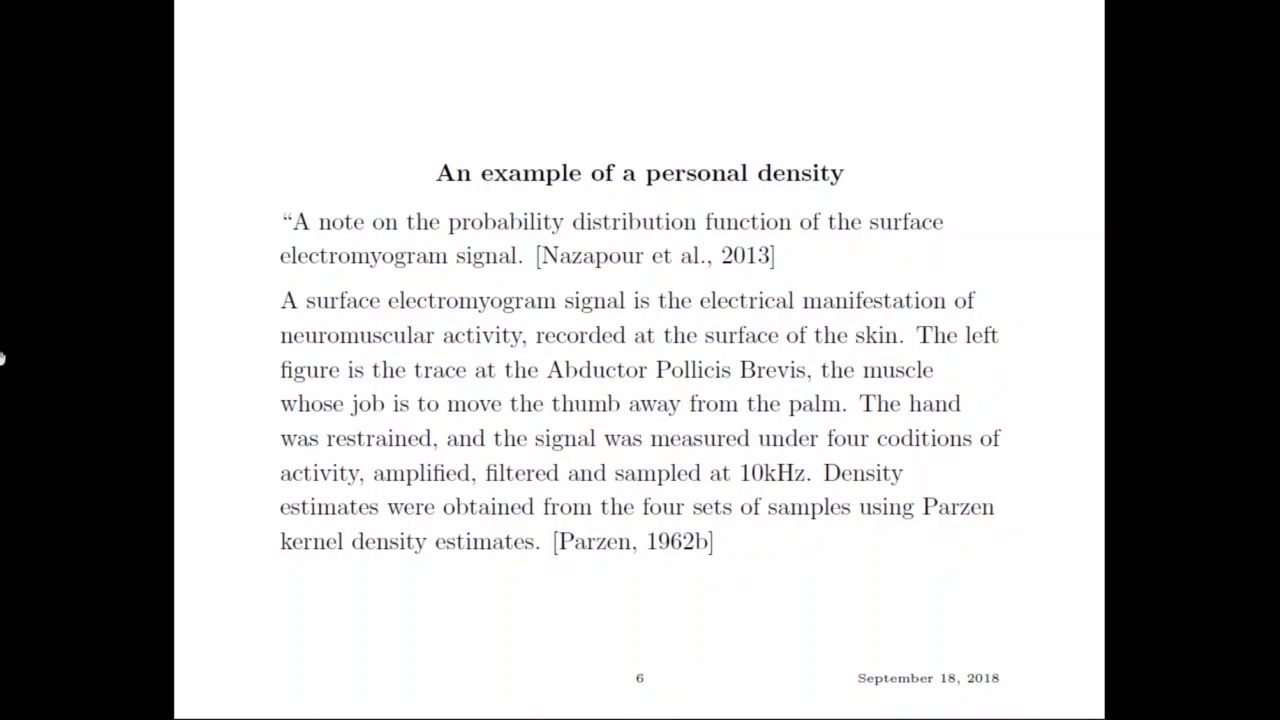 An example of a personal density
“A note on the probability distribution function of the surface
electromyogram signal. [Nazapour et al., 2013]
A surface electromyogram signal is the electrical manifestation of
neuromuscular activity, recorded at the surface of the skin. The left
figure is the trace at the Abductor Pollicis Brevis, the muscle
whose job is to move the thumb away from the palm. The hand
was restrained, and the signal was measured under four coditions of
activity, amplified, filtered and sampled at 10kHz. Density
estimates were obtained from the four sets of samples using Parzen
kernel density estimates. [Parzen, 1962b]
6 September 18, 2018